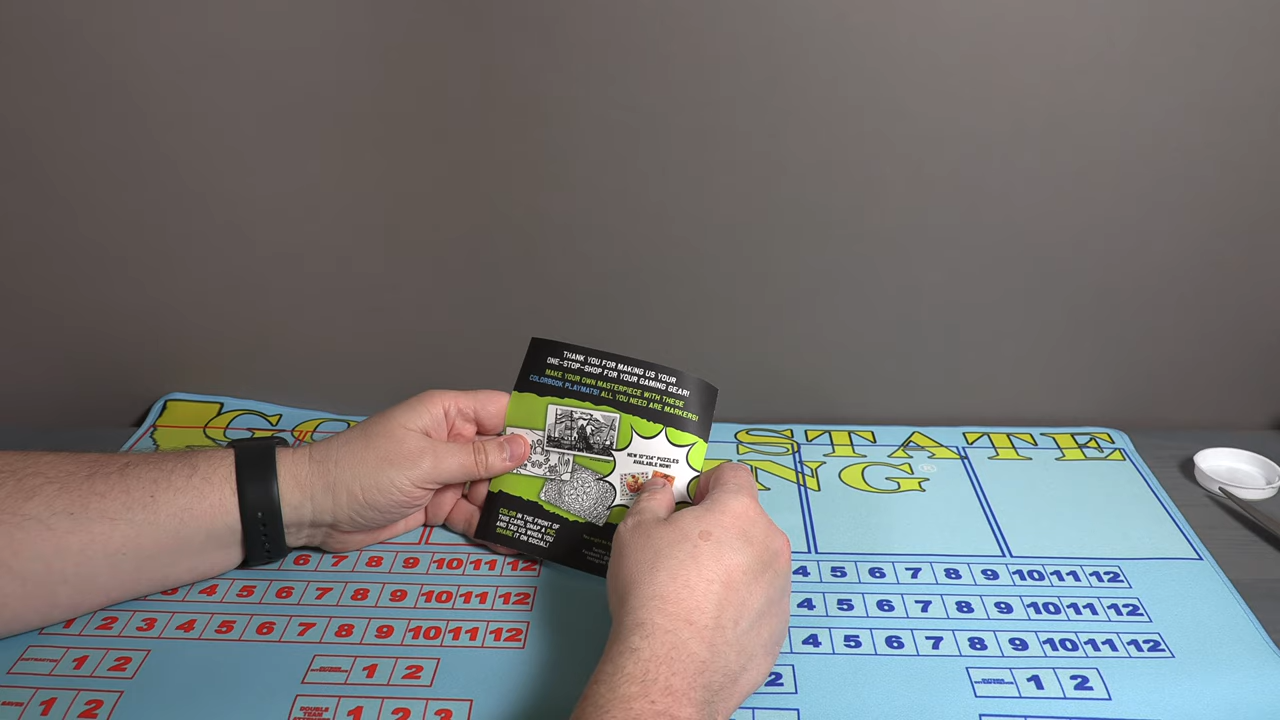 THANK YOU FOR MAKING US YOUR
ONE-STOP-SHOP FOR YOUR GAMING GEAR!
MAKE YOUR OWN MASTERPIECE WITH THESE
COLORBOOK PLAYMATS! ALL YOU NEED ARE MARKERS!
NEW 10"X14" PUZZLES
AVAILABLE NOW!
COLOR IN THE FRONT OF
THIS CARD, SNAP A PIC,
AND TAG US WHEN YOU
SHARE IT ON SOCIAL!
GO
STATE
NG®
6 7 8 9 10 11 12
4 5 6 7 8 9 10 11 12
1 2 3 4 5 6 7 8 9 10 11 12
1 2
1 2
SAVES 1 2
DOUBLE
TEAM
1 2 3
4 5 6 7 8 9 10 11 12
4 5 6 7 8 9 10 11 12
4 5 6 7 8 9 10 11 12
2
1 2